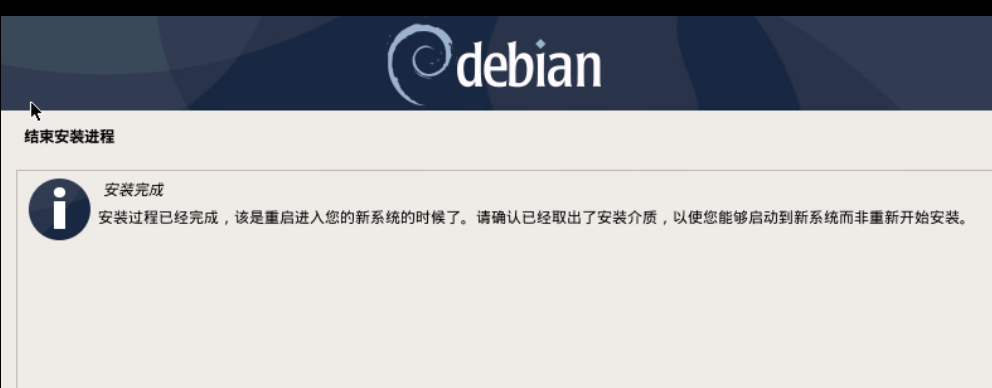 debian
结束安装进程
安装完成
安装过程已经完成，该是重启进入您的新系统的时候了。请确认已经取出了安装介质，以使您能够启动到新系统而非重新开始安装。